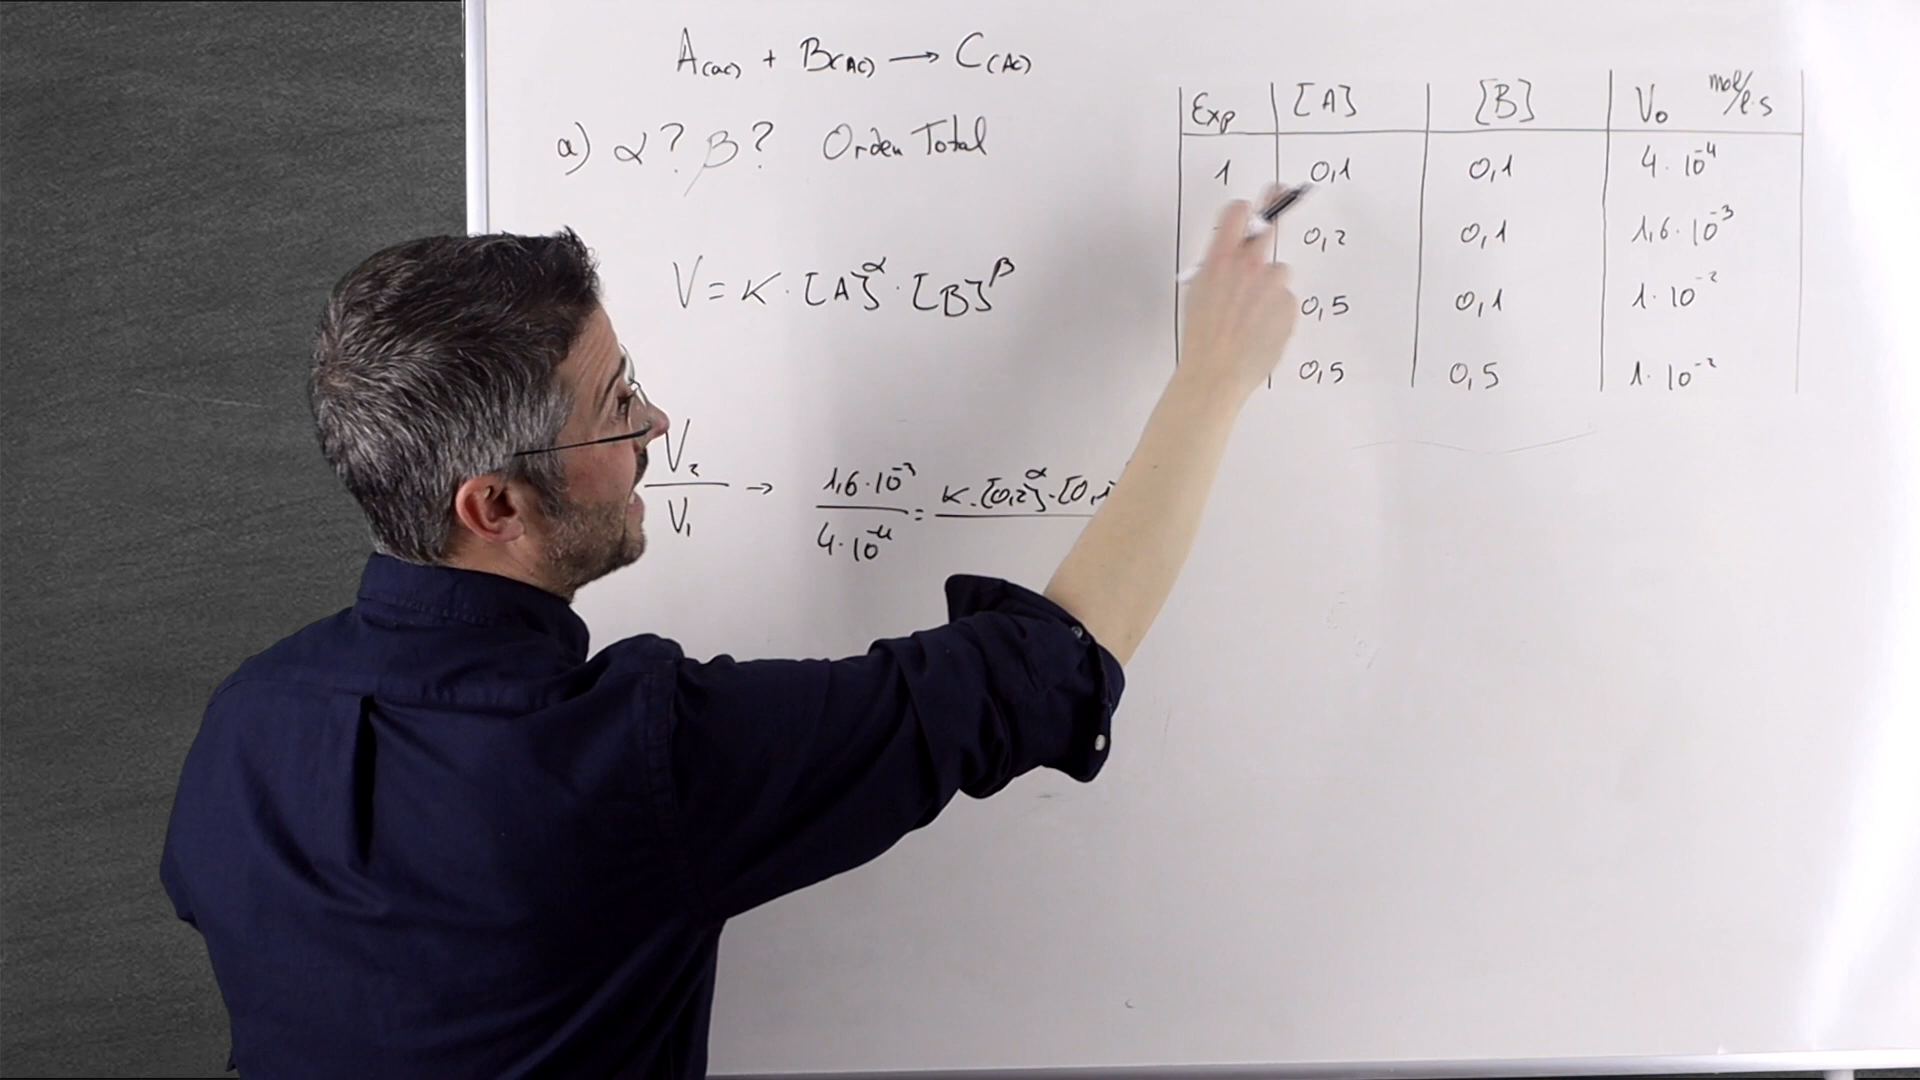 A(ac) + B(AC) → C(AC)
a) α? β? Orden Total
V = K · [A]^α · [B]^β
V₂/V₁ → 1,6·10⁻³/4·10⁻⁴ = K·[0,2]^α·[0,1
Exp [A] [B] V₀ mol/l·s
1 0,1 0,1 4·10⁻⁴
0,2 0,1 1,6·10⁻³
0,5 0,1 1·10⁻²
0,5 0,5 1·10⁻²